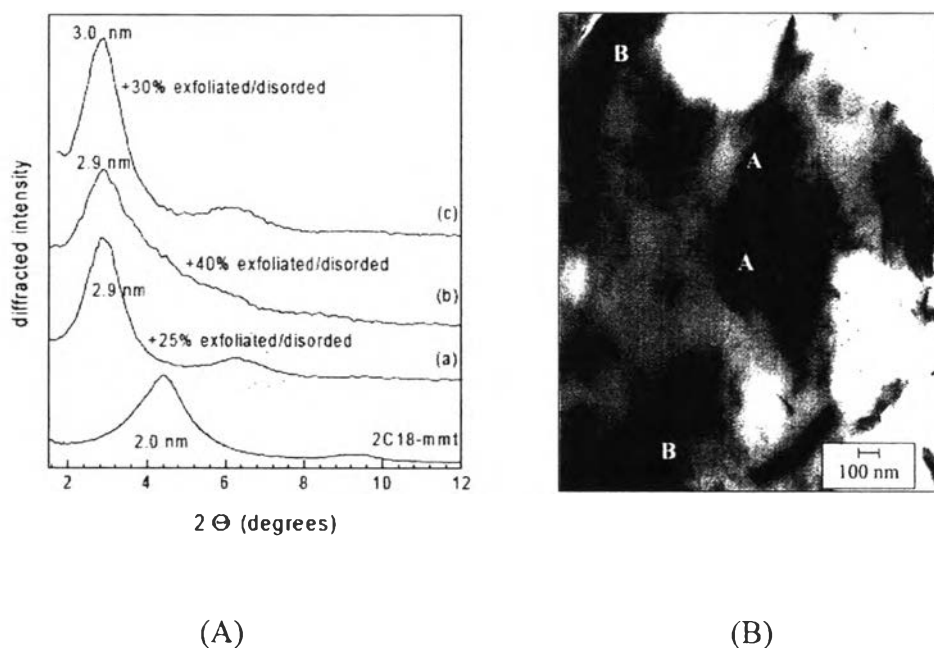 3.0 nm
+30% exfoliated/disorded
2.9 nm
(c)
+40% exfoliated/disorded
2.9 nm
(b)
+25% exfoliated/disorded
(a)
2.0 nm
2C18-mmt
diffracted intensity
2 4 6 8 10 12
2 Θ (degrees)
B
A
A
B
100 nm
(A)
(B)